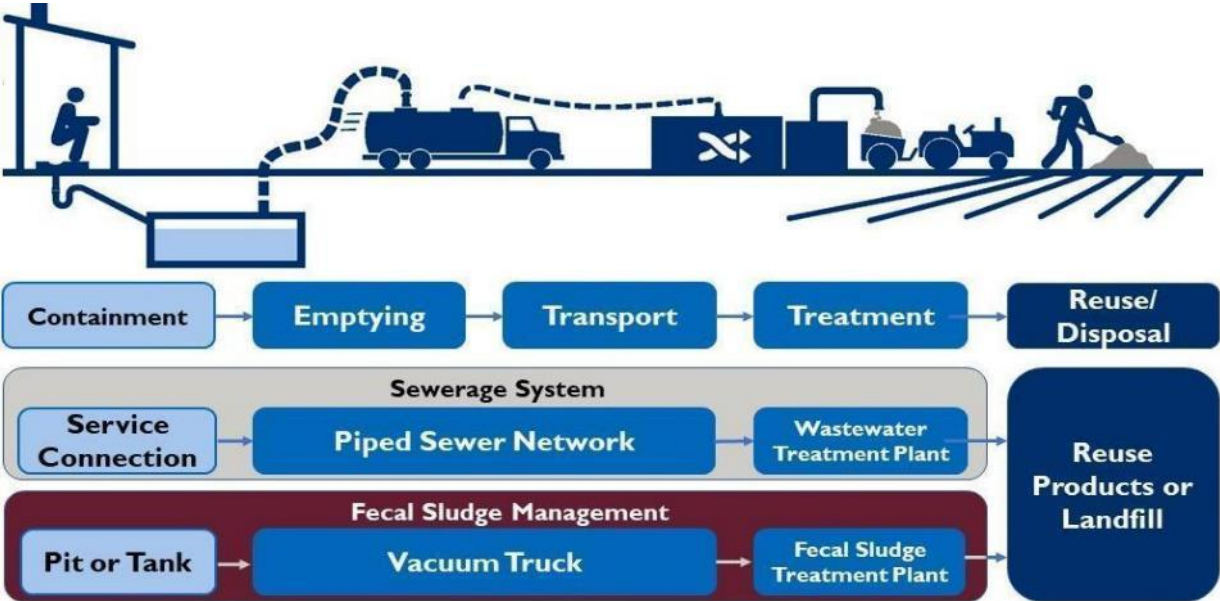 Containment
Emptying
Transport
Treatment
Reuse/
Disposal
Sewerage System
Service
Connection
Piped Sewer Network
Wastewater
Treatment Plant
Reuse
Products or
Landfill
Fecal Sludge Management
Pit or Tank
Vacuum Truck
Fecal Sludge
Treatment Plant